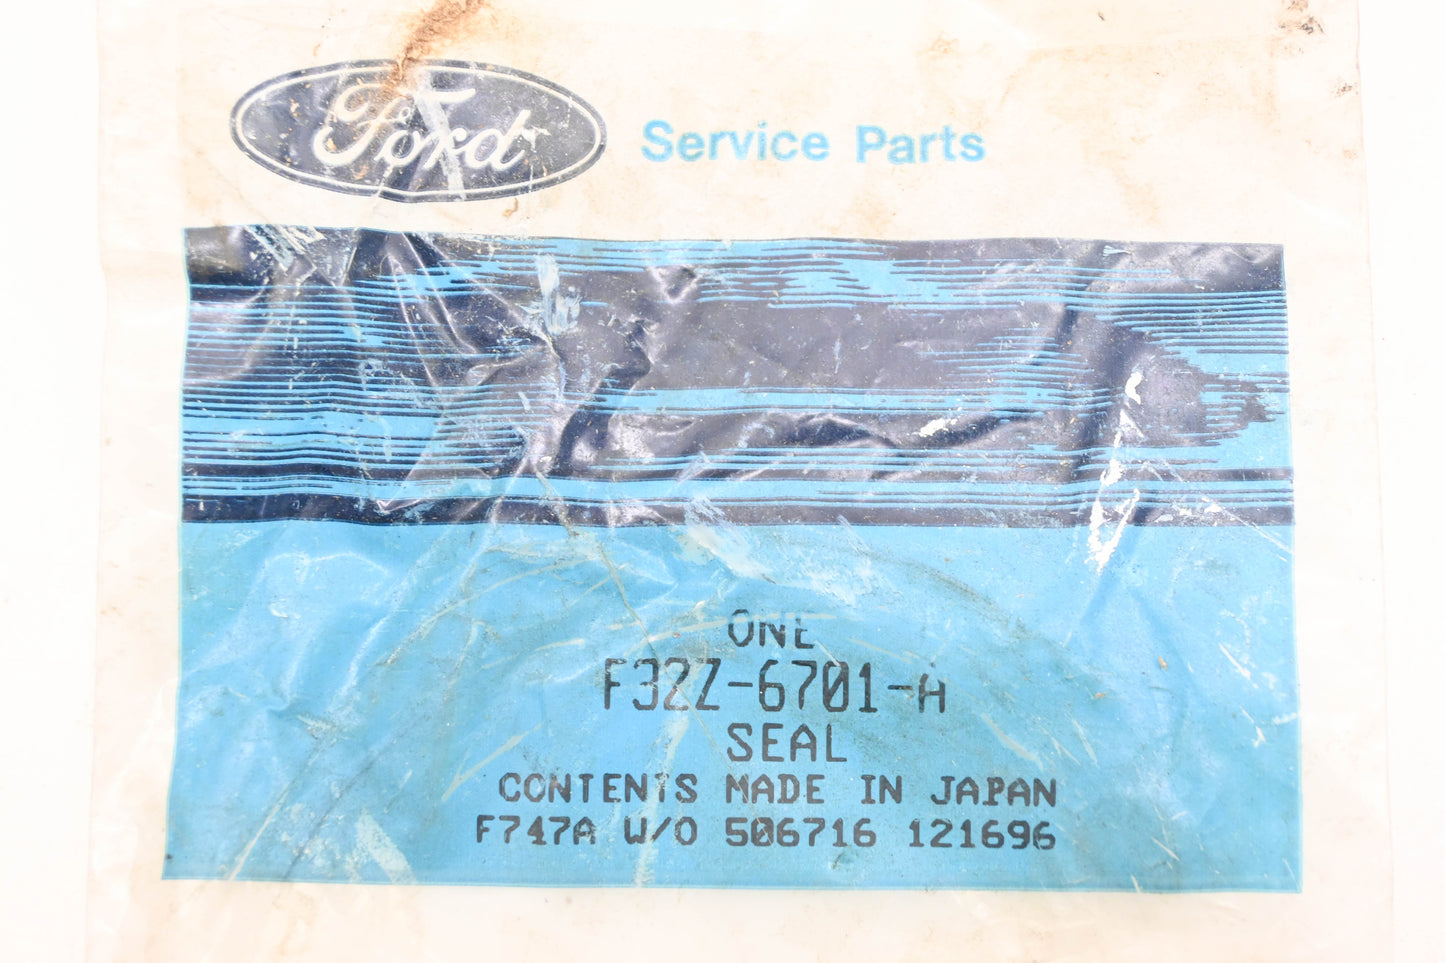 Ford
Service Parts
ONE
F32Z-6701-A
SEAL
CONTENTS MADE IN JAPAN
F747A W/O 506716 121696